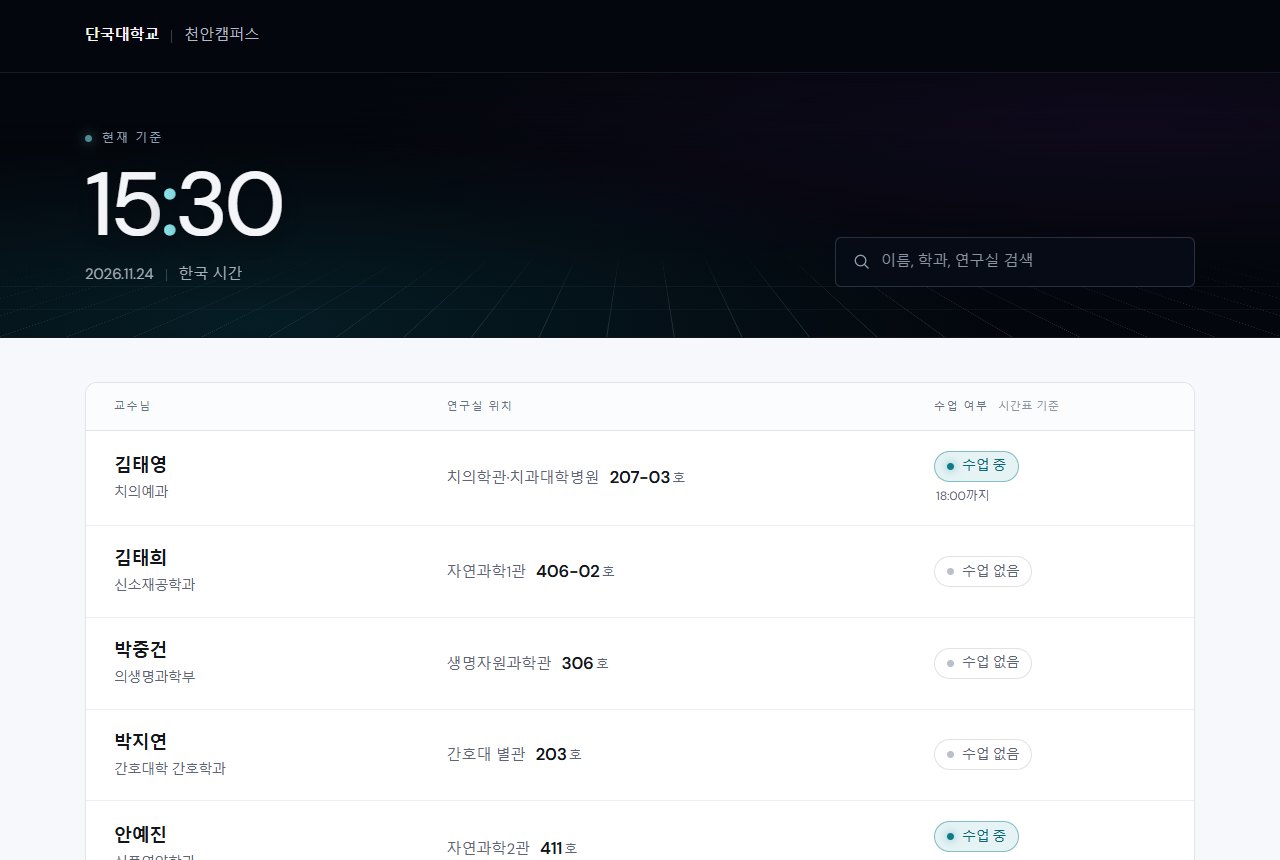 단국대학교 | 천안캠퍼스
현재 기준
15:30
2026.11.24 | 한국 시간
이름, 학과, 연구실 검색
교수님 연구실 위치 수업 여부 시간표 기준
김태영
치의예과
치의학관·치과대학병원 207-03 호
수업 중
18:00까지
김태희
신소재공학과
자연과학1관 406-02 호
수업 없음
박중건
의생명과학부
생명자원과학관 306 호
수업 없음
박지연
간호대학 간호학과
간호대 별관 203 호
수업 없음
안예진
식품영양학과
자연과학2관 411 호
수업 중